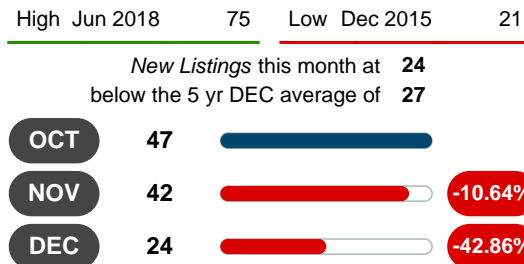 High Jun 2018 75 Low Dec 2015 21
New Listings this month at 24
below the 5 yr DEC average of 27
OCT 47
NOV 42 -10.64%
DEC 24 -42.86%